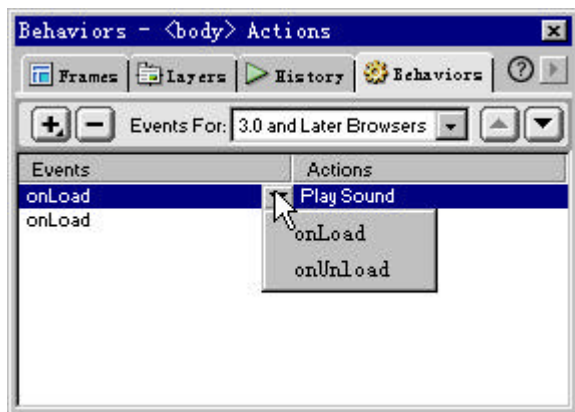 Behaviors - <body> Actions
Frames Layers History Behaviors ?
Events For: 3.0 and Later Browsers
Events Actions
onLoad Play Sound
onLoad
onLoad
onUnload